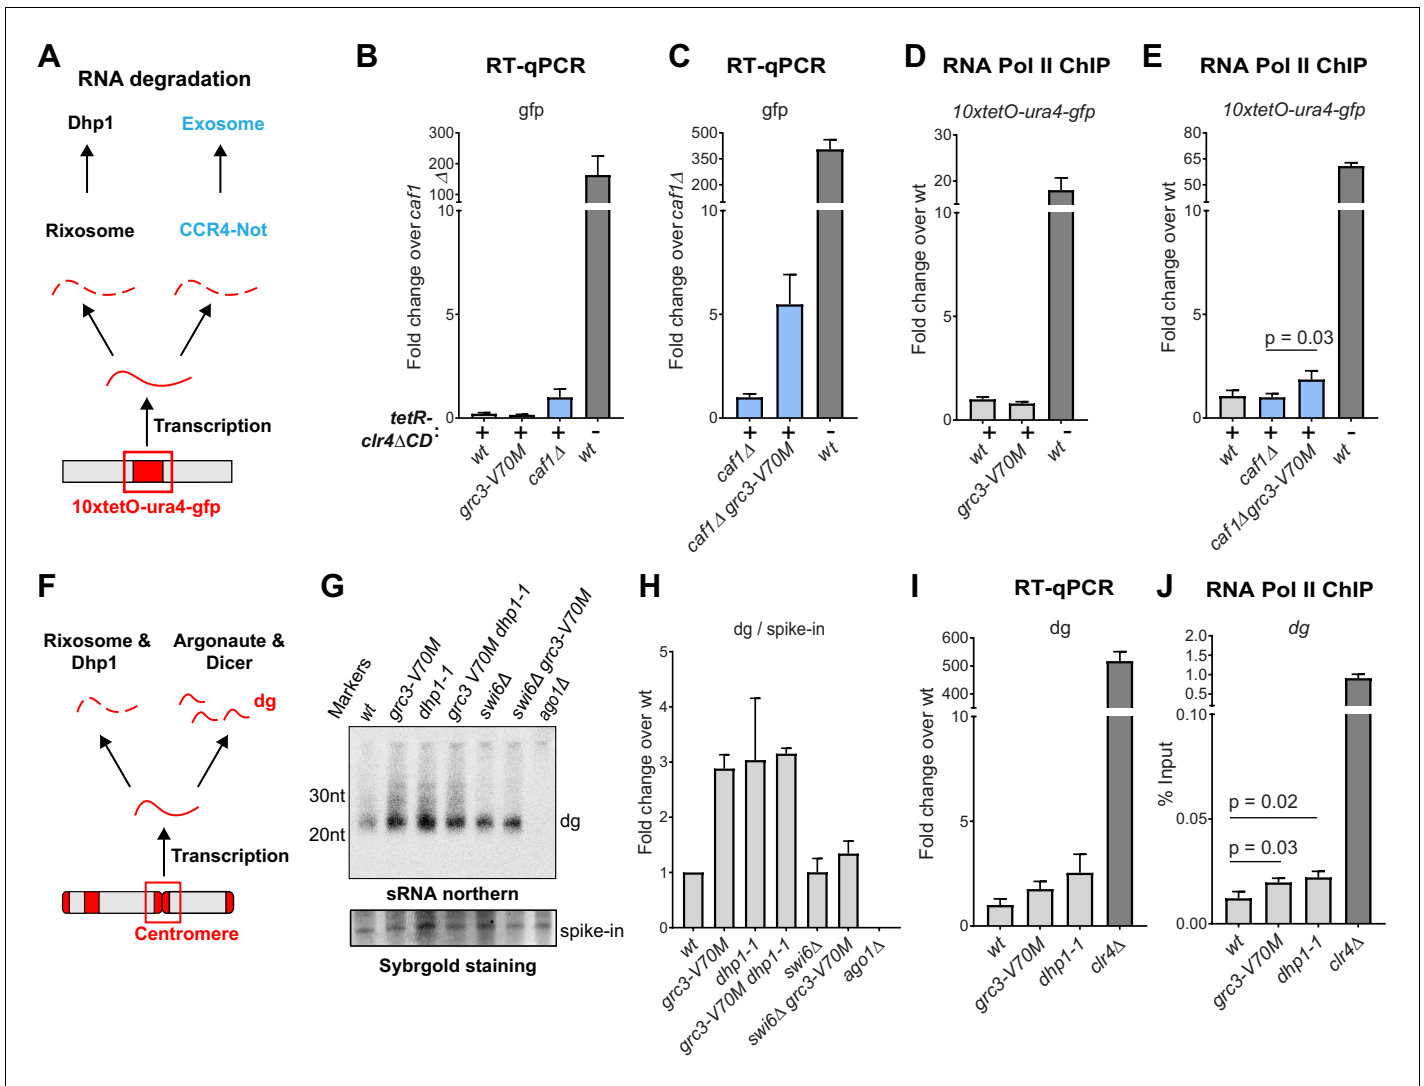 A
RNA degradation
Dhp1
Exosome
Rixosome
CCR4-Not
Transcription
10xtetO-ura4-gfp
B
RT-qPCR
gfp
Fold change over caf1Δ
300
200
100
10
5
0
tetR-clr4ΔCD:
+ + + -
wt
grc3-V70M
caf1Δ
wt
C
RT-qPCR
gfp
Fold change over caf1Δ
500
350
200
10
5
0
+ + -
caf1Δ
caf1Δ grc3-V70M
wt
D
RNA Pol II ChIP
10xtetO-ura4-gfp
Fold change over wt
30
20
10
5
0
+ + -
wt
grc3-V70M
wt
E
RNA Pol II ChIP
10xtetO-ura4-gfp
Fold change over wt
80
65
50
10
5
0
p = 0.03
+ + + -
wt
caf1Δ
caf1Δgrc3-V70M
wt
F
Rixosome & Dhp1
Argonaute & Dicer
dg
Transcription
Centromere
G
Markers
wt
grc3-V70M
dhp1-1
grc3 V70M dhp1-1
swi6Δ
swi6Δ grc3-V70M
ago1Δ
30nt
20nt
dg
sRNA northern
spike-in
Sybrgold staining
H
dg / spike-in
Fold change over wt
5
4
3
2
1
0
wt
grc3-V70M
dhp1-1
grc3-V70M dhp1-1
swi6Δ
swi6Δ grc3-V70M
ago1Δ
I
RT-qPCR
dg
Fold change over wt
600
500
400
10
5
0
wt
grc3-V70M
dhp1-1
clr4Δ
J
RNA Pol II ChIP
dg
% Input
2.0
1.5
1.0
0.5
0.10
0.05
0.00
p = 0.02
p = 0.03
wt
grc3-V70M
dhp1-1
clr4Δ